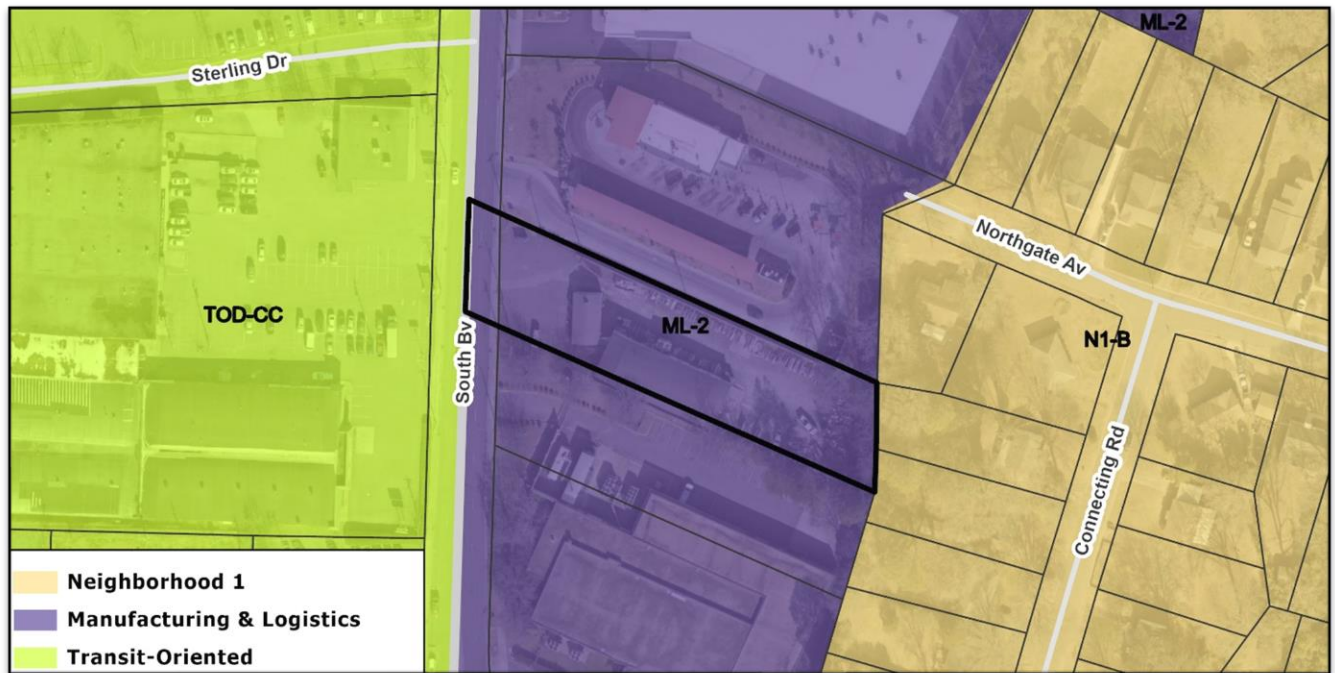 ML-2
Sterling Dr
Northgate Av
TOD-CC
ML-2
N1-B
South Bv
Connecting Rd
Neighborhood 1
Manufacturing & Logistics
Transit-Oriented